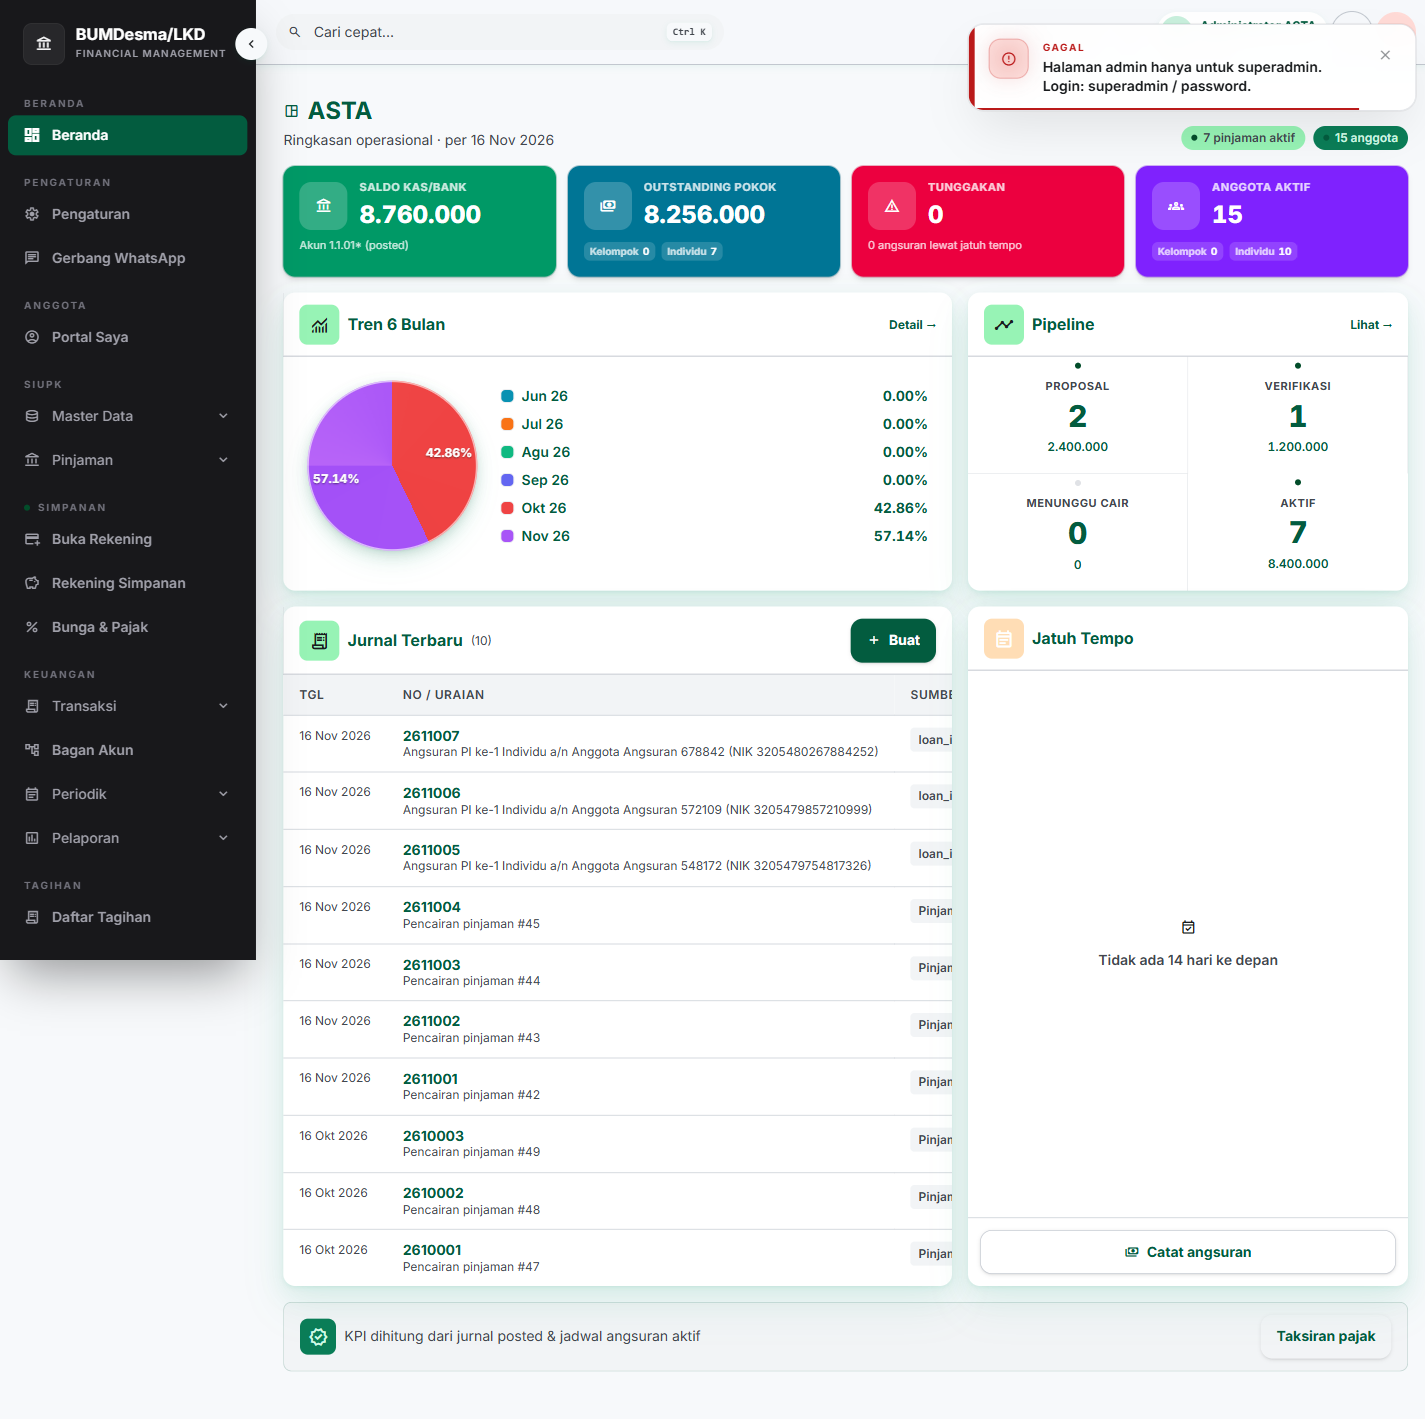 BUMDesma/LKD
FINANCIAL MANAGEMENT
BERANDA
Beranda
PENGATURAN
Pengaturan
Gerbang WhatsApp
ANGGOTA
Portal Saya
SIUPK
Master Data
Pinjaman
SIMPANAN
Buka Rekening
Rekening Simpanan
Bunga & Pajak
KEUANGAN
Transaksi
Bagan Akun
Periodik
Pelaporan
TAGIHAN
Daftar Tagihan
Cari cepat...
Ctrl K
Administrator ASTA
GAGAL
Halaman admin hanya untuk superadmin.
Login: superadmin / password.
ASTA
Ringkasan operasional · per 16 Nov 2026
7 pinjaman aktif
15 anggota
SALDO KAS/BANK
8.760.000
Akun 1.1.01* (posted)
OUTSTANDING POKOK
8.256.000
Kelompok 0 Individu 7
TUNGGAKAN
0
0 angsuran lewat jatuh tempo
ANGGOTA AKTIF
15
Kelompok 0 Individu 10
Tren 6 Bulan
Detail →
42.86%
57.14%
Jun 26 0.00%
Jul 26 0.00%
Agu 26 0.00%
Sep 26 0.00%
Okt 26 42.86%
Nov 26 57.14%
Pipeline
Lihat →
PROPOSAL
2
2.400.000
VERIFIKASI
1
1.200.000
MENUNGGU CAIR
0
0
AKTIF
7
8.400.000
Jurnal Terbaru (10)
+ Buat
TGL NO / URAIAN SUMBE
16 Nov 2026 2611007 loan_i
Angsuran PI ke-1 Individu a/n Anggota Angsuran 678842 (NIK 3205480267884252)
16 Nov 2026 2611006 loan_i
Angsuran PI ke-1 Individu a/n Anggota Angsuran 572109 (NIK 3205479857210999)
16 Nov 2026 2611005 loan_i
Angsuran PI ke-1 Individu a/n Anggota Angsuran 548172 (NIK 3205479754817326)
16 Nov 2026 2611004 Pinjam
Pencairan pinjaman #45
16 Nov 2026 2611003 Pinjam
Pencairan pinjaman #44
16 Nov 2026 2611002 Pinjam
Pencairan pinjaman #43
16 Nov 2026 2611001 Pinjam
Pencairan pinjaman #42
16 Okt 2026 2610003 Pinjam
Pencairan pinjaman #49
16 Okt 2026 2610002 Pinjam
Pencairan pinjaman #48
16 Okt 2026 2610001 Pinjam
Pencairan pinjaman #47
Jatuh Tempo
Tidak ada 14 hari ke depan
Catat angsuran
KPI dihitung dari jurnal posted & jadwal angsuran aktif
Taksiran pajak